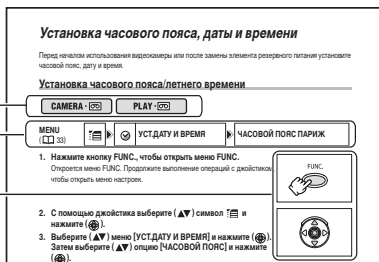 Установка часового пояса, даты и времени
Перед началом использования видеокамеры или после замены элемента резервного питания установите
часовой пояс, дату и время.
Установка часового пояса/летнего времени
CAMERA · PLAY ·
MENU
( 33)
УСТ.ДАТУ И ВРЕМЯ
ЧАСОВОЙ ПОЯС ПАРИЖ
1. Нажмите кнопку FUNC., чтобы открыть меню FUNC.
Откроется меню FUNC. Продолжите выполнение операций с джойстиком,
чтобы открыть меню настроек.
FUNC.
2. С помощью джойстика выберите (▲▼) символ и
нажмите ( ).
3. Выберите (▲▼) меню [УСТ.ДАТУ И ВРЕМЯ] и нажмите ( ).
Затем выберите (▲▼) опцию [ЧАСОВОЙ ПОЯС] и нажмите
( ).